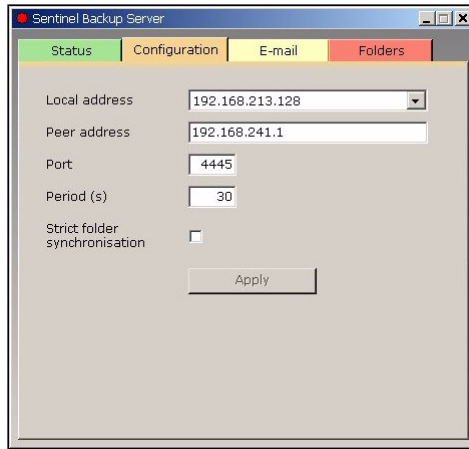 Sentinel Backup Server
Status Configuration E-mail Folders
Local address 192.168.213.128
Peer address 192.168.241.1
Port 4445
Period (s) 30
Strict folder
synchronisation
Apply